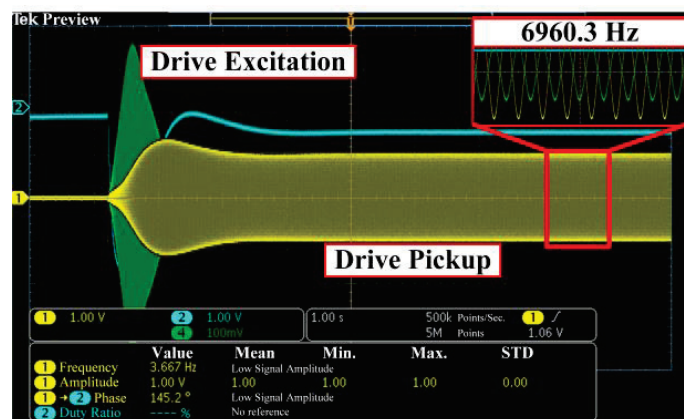 Tek Preview
6960.3 Hz
Drive Excitation
2
1
Drive Pickup
1 1.00 V 2 1.00 V 1.00 s 500k Points/Sec. 1
4 100mV 5M Points 1.06 V
Value Mean Min. Max. STD
1 Frequency 3.667 Hz Low Signal Amplitude
1 Amplitude 1.00 V 1.00 1.00 1.00 0.00
1 → 2 Phase 145.2 ° Low Signal Amplitude
2 Duty Ratio ---- % No reference